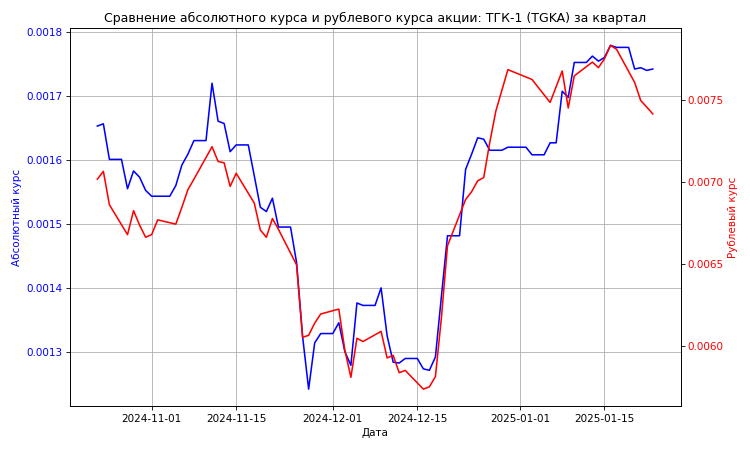 Сравнение абсолютного курса и рублевого курса акции: ТГК-1 (TGKA) за квартал
0.0018
0.0017
0.0016
0.0015
0.0014
0.0013
Абсолютный курс
0.0075
0.0070
0.0065
0.0060
Рублевый курс
2024-11-01 2024-11-15 2024-12-01 2024-12-15 2025-01-01 2025-01-15
Дата